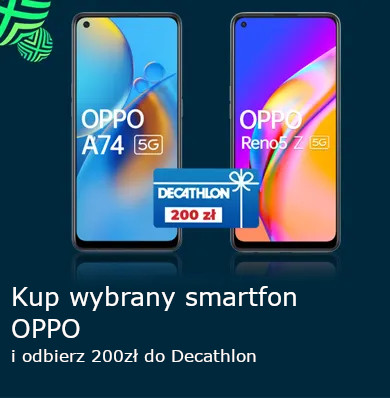 OPPO
A74 5G
OPPO
Reno5 Z 5G
DECATHLON
200 zł
Kup wybrany smartfon
OPPO
i odbierz 200zł do Decathlon